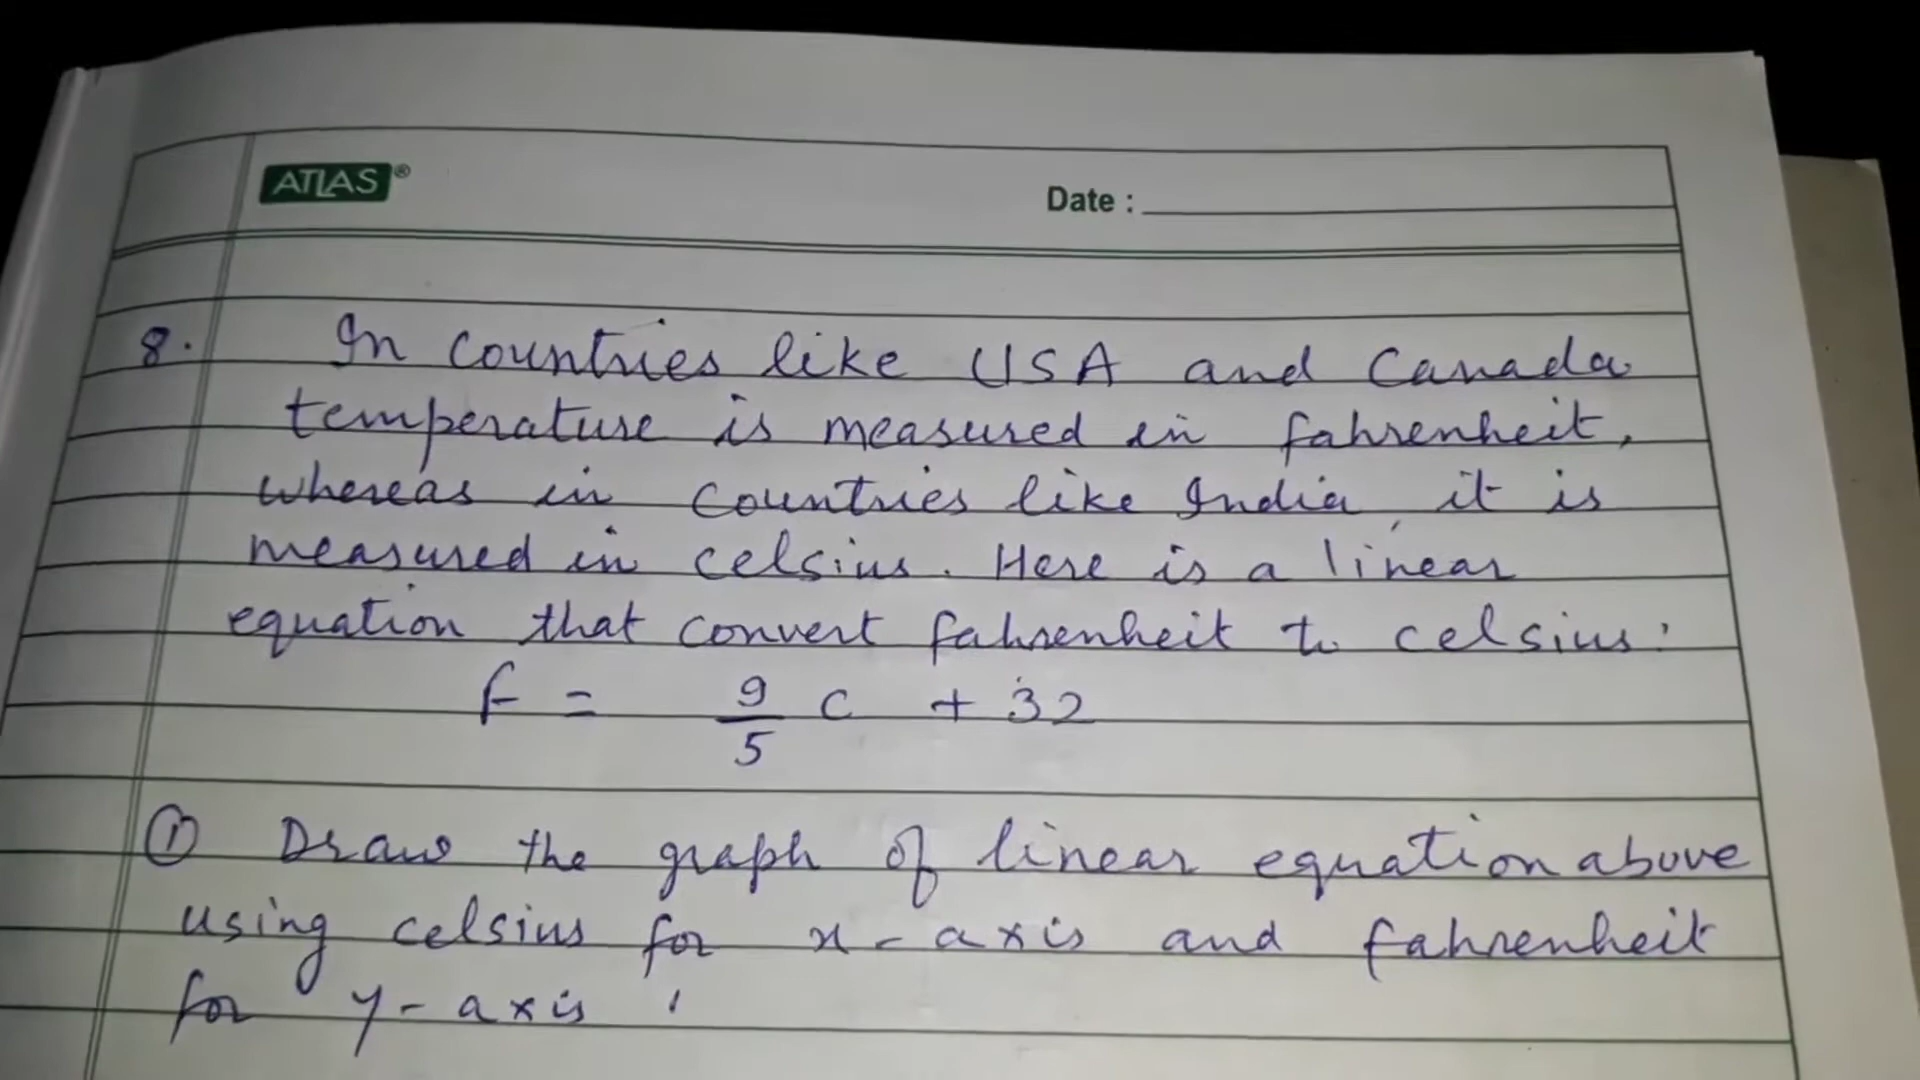 ATLAS®
Date :
8. In countries like USA and Canada
temperature is measured in fahrenheit,
whereas in countries like India, it is
measured in celsius. Here is a linear
equation that convert fahrenheit to celsius:
F = 9/5 C + 32
① Draw the graph of linear equation above
using celsius for x-axis and fahrenheit
for y-axis.